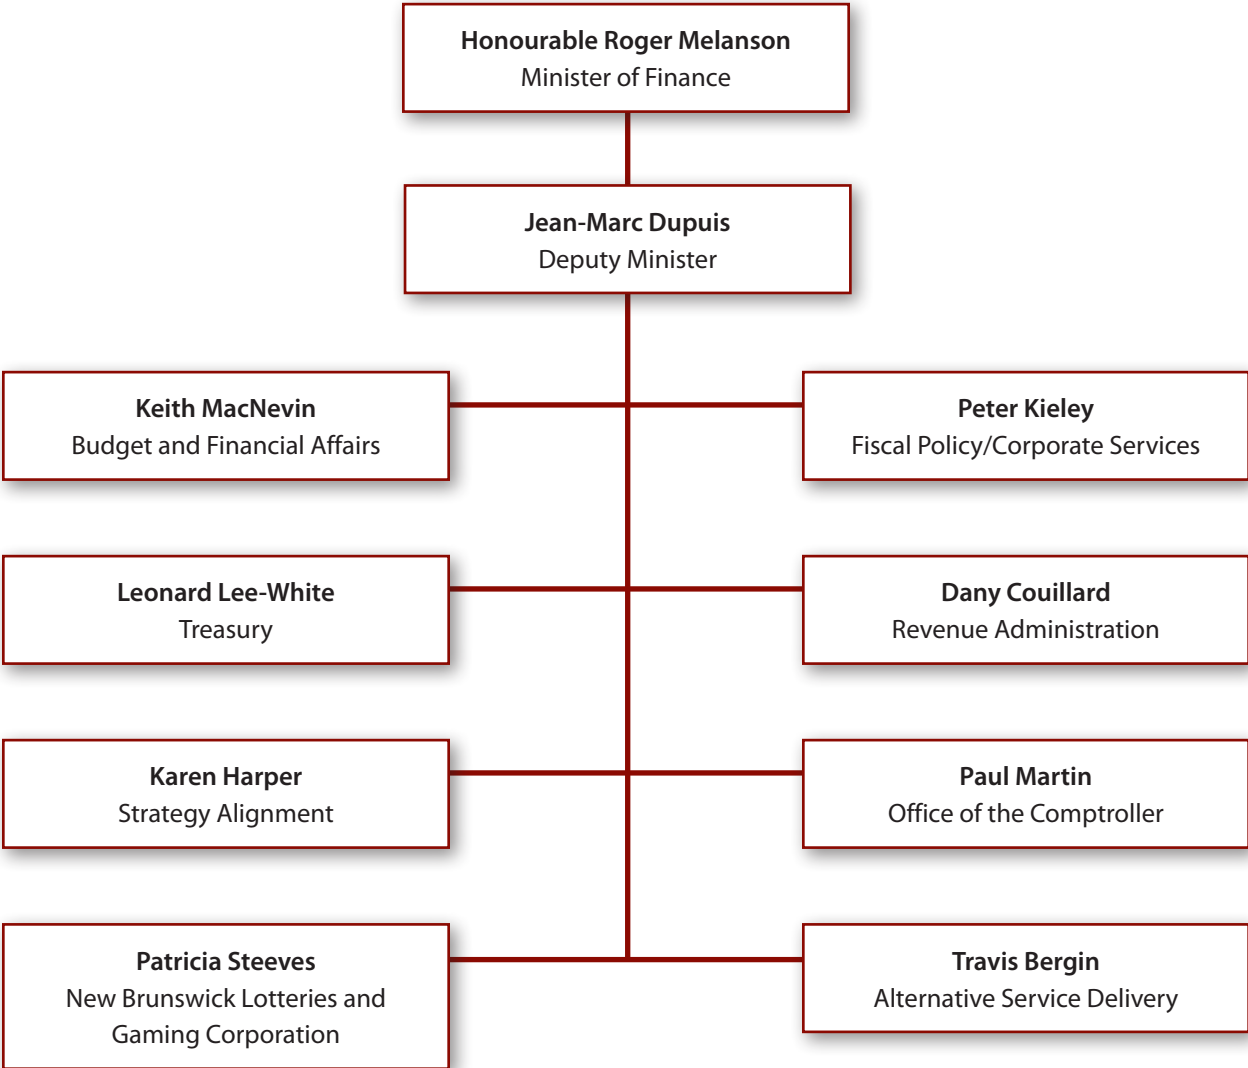 Honourable Roger Melanson
Minister of Finance
Jean-Marc Dupuis
Deputy Minister
Keith MacNevin
Budget and Financial Affairs
Peter Kieley
Fiscal Policy/Corporate Services
Leonard Lee-White
Treasury
Dany Couillard
Revenue Administration
Karen Harper
Strategy Alignment
Paul Martin
Office of the Comptroller
Patricia Steeves
New Brunswick Lotteries and
Gaming Corporation
Travis Bergin
Alternative Service Delivery